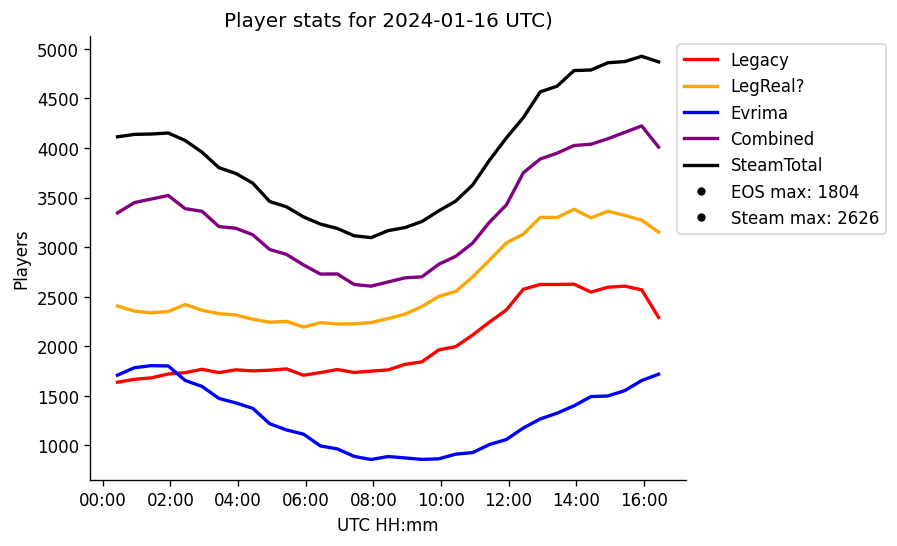 Player stats for 2024-01-16 UTC)
5000
4500
4000
3500
3000
2500
2000
1500
1000
Players
00:00 02:00 04:00 06:00 08:00 10:00 12:00 14:00 16:00
UTC HH:mm
Legacy
LegReal?
Evrima
Combined
SteamTotal
EOS max: 1804
Steam max: 2626